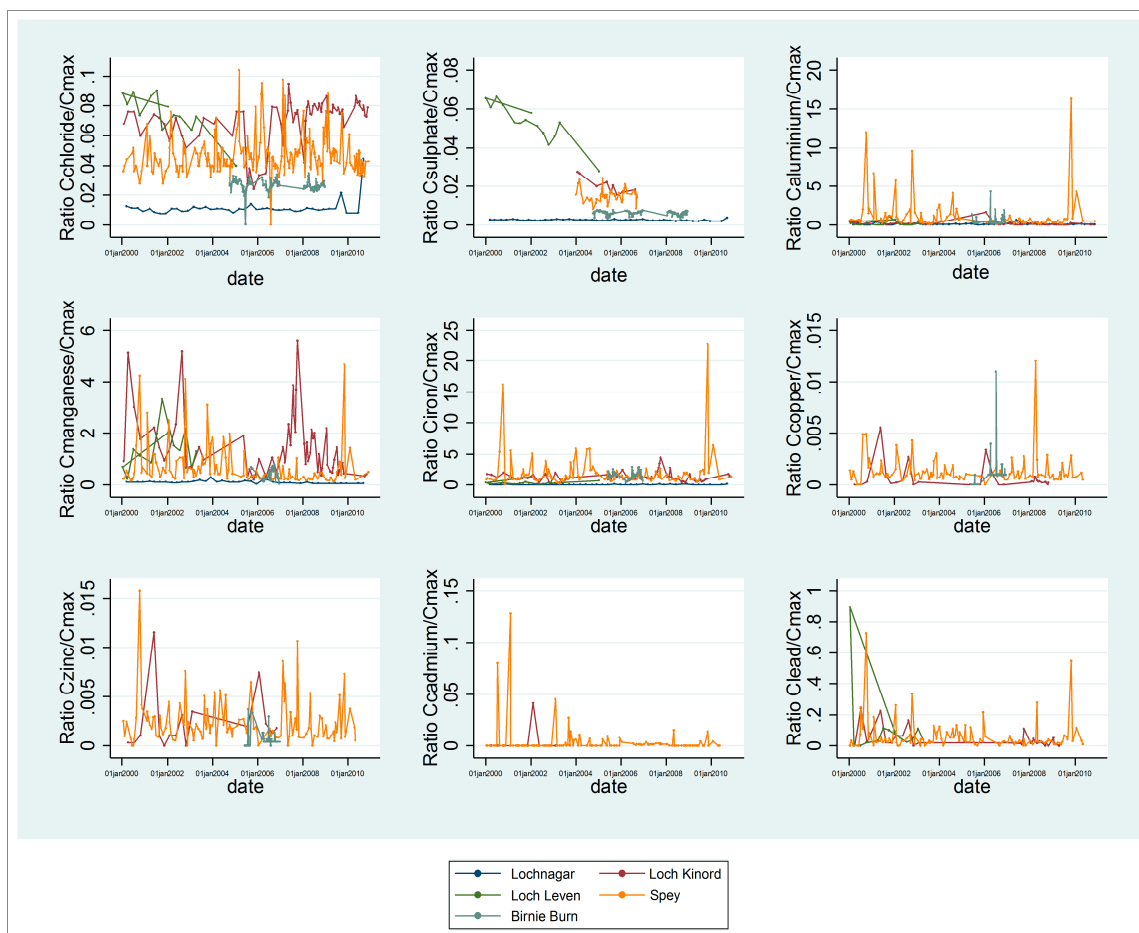 Ratio Cchloride/Cmax
0 .02 .04 .06 .08 .1
01jan2000 01jan2002 01jan2004 01jan2006 01jan2008 01jan2010
date
Ratio Csulphate/Cmax
0 .02 .04 .06 .08
01jan2000 01jan2002 01jan2004 01jan2006 01jan2008 01jan2010
date
Ratio Caluminium/Cmax
0 5 10 15 20
01jan2000 01jan2002 01jan2004 01jan2006 01jan2008 01jan2010
date
Ratio Cmanganese/Cmax
0 2 4 6
01jan2000 01jan2002 01jan2004 01jan2006 01jan2008 01jan2010
date
Ratio Ciron/Cmax
0 5 10 15 20 25
01jan2000 01jan2002 01jan2004 01jan2006 01jan2008 01jan2010
date
Ratio Ccopper/Cmax
0 .005 .01 .015
01jan2000 01jan2002 01jan2004 01jan2006 01jan2008 01jan2010
date
Ratio Czinc/Cmax
0 .005 .01 .015
01jan2000 01jan2002 01jan2004 01jan2006 01jan2008 01jan2010
date
Ratio Ccadmium/Cmax
0 .05 .1 .15
01jan2000 01jan2002 01jan2004 01jan2006 01jan2008 01jan2010
date
Ratio Clead/Cmax
0 .2 .4 .6 .8 1
01jan2000 01jan2002 01jan2004 01jan2006 01jan2008 01jan2010
date
Lochnagar Loch Kinord
Loch Leven Spey
Birnie Burn